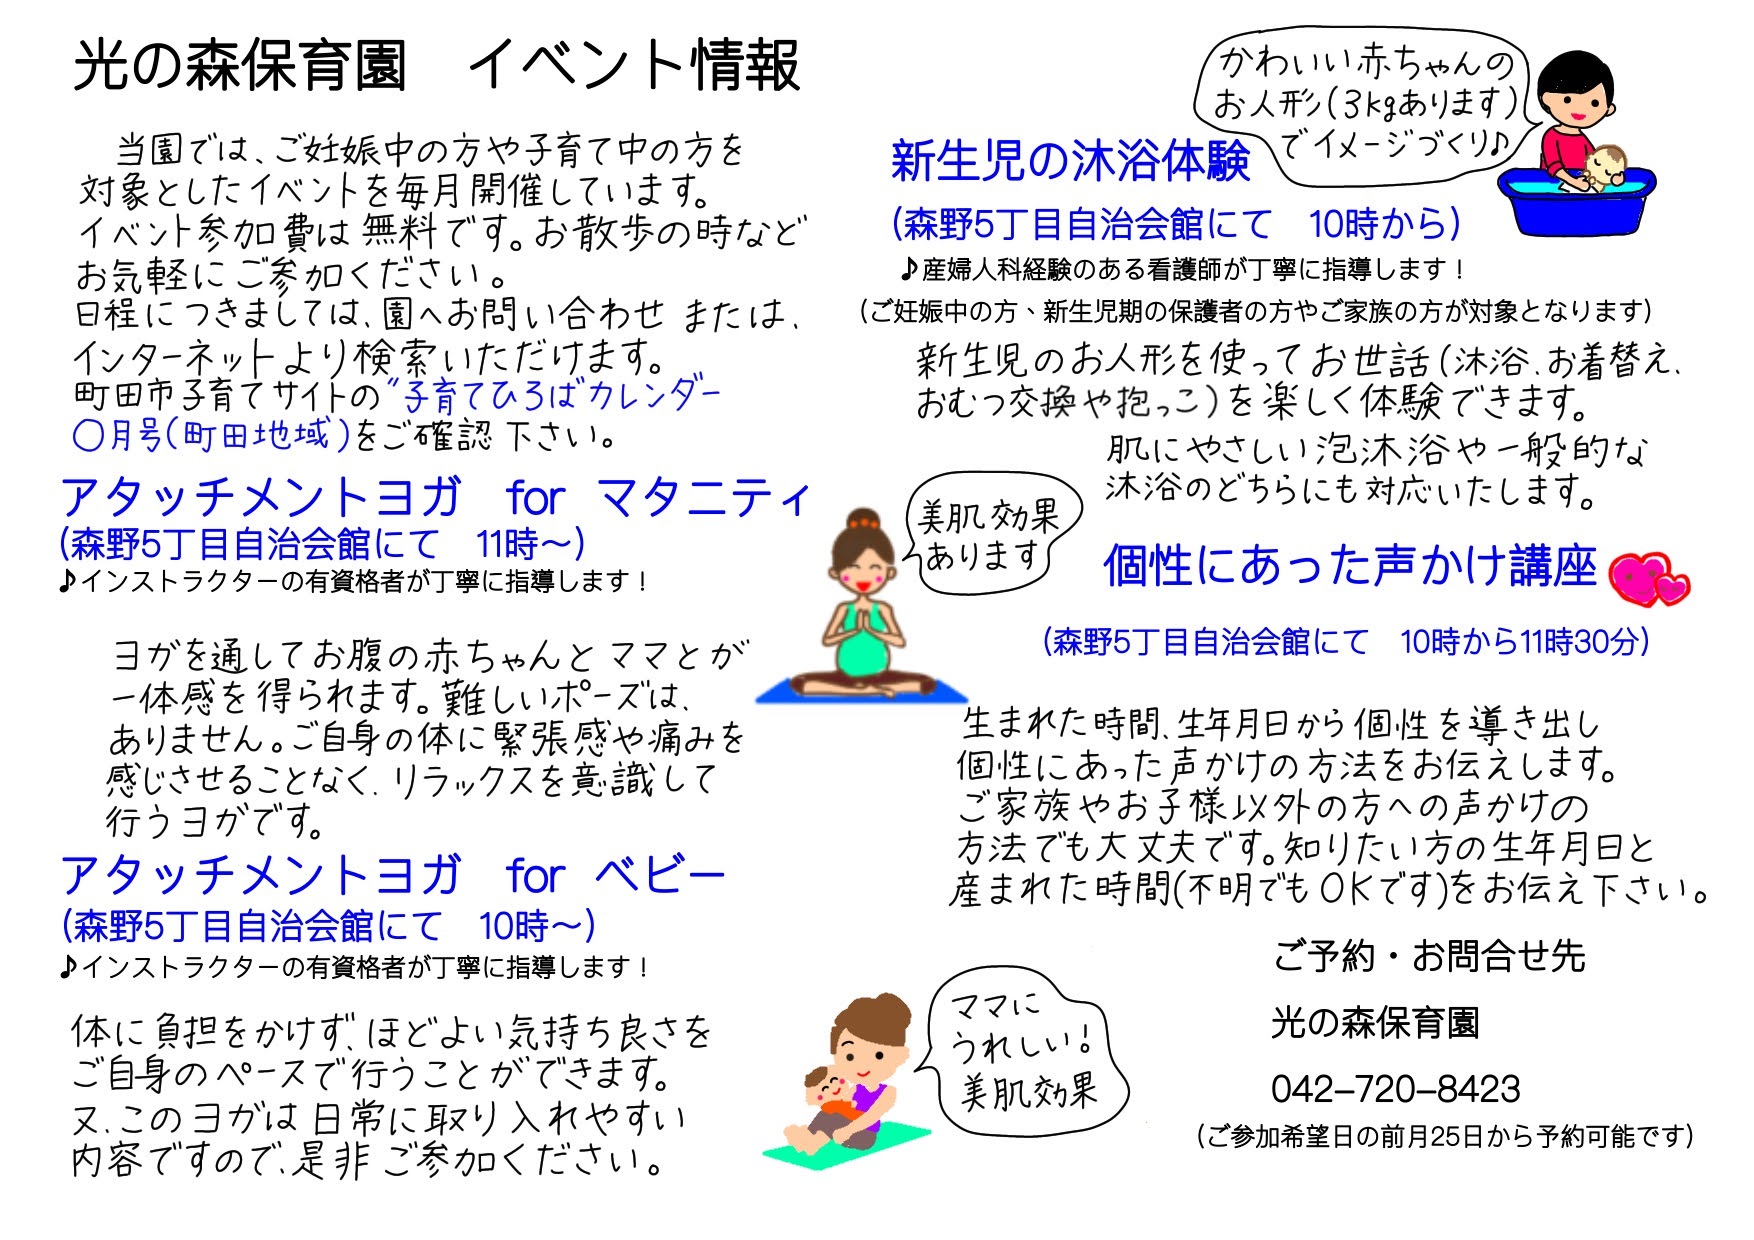 光の森保育園　イベント情報
当園では、ご妊娠中の方や子育て中の方を
対象としたイベントを毎月開催しています。
イベント参加費は無料です。お散歩の時など
お気軽にご参加ください。
日程につきましては、園へお問い合わせ または、
インターネットより検索いただけます。
町田市子育てサイトの“子育てひろばカレンダー
〇月号(町田地域)をご確認下さい。
アタッチメントヨガ　for マタニティ
(森野5丁目自治会館にて　11時～)
♪インストラクターの有資格者が丁寧に指導します！
美肌効果
あります
ヨガを通してお腹の赤ちゃんとママとが
一体感を得られます。難しいポーズは、
ありません。ご自身の体に緊張感や痛みを
感じさせることなく、リラックスを意識して
行うヨガです。
アタッチメントヨガ　for ベビー
(森野5丁目自治会館にて　10時～)
♪インストラクターの有資格者が丁寧に指導します！
体に負担をかけず、ほどよい気持ち良さを
ご自身のペースで行うことができます。
又、このヨガは日常に取り入れやすい
内容ですので、是非ご参加ください。
ママに
うれしい！
美肌効果
かわいい赤ちゃんの
お人形(3kgあります)
でイメージづくり♪
新生児の沐浴体験
(森野5丁目自治会館にて　10時から)
♪産婦人科経験のある看護師が丁寧に指導します！
(ご妊娠中の方、新生児期の保護者の方やご家族の方が対象となります)
新生児のお人形を使ってお世話(沐浴、お着替え、
おむつ交換や抱っこ)を楽しく体験できます。
肌にやさしい泡沐浴や一般的な
沐浴のどちらにも対応いたします。
個性にあった声かけ講座
(森野5丁目自治会館にて　10時から11時30分)
生まれた時間、生年月日から個性を導き出し
個性にあった声かけの方法をお伝えします。
ご家族やお子様以外の方への声かけの
方法でも大丈夫です。知りたい方の生年月日と
産まれた時間(不明でもOKです)をお伝え下さい。
ご予約・お問合せ先
光の森保育園
042−720−8423
(ご参加希望日の前月25日から予約可能です)